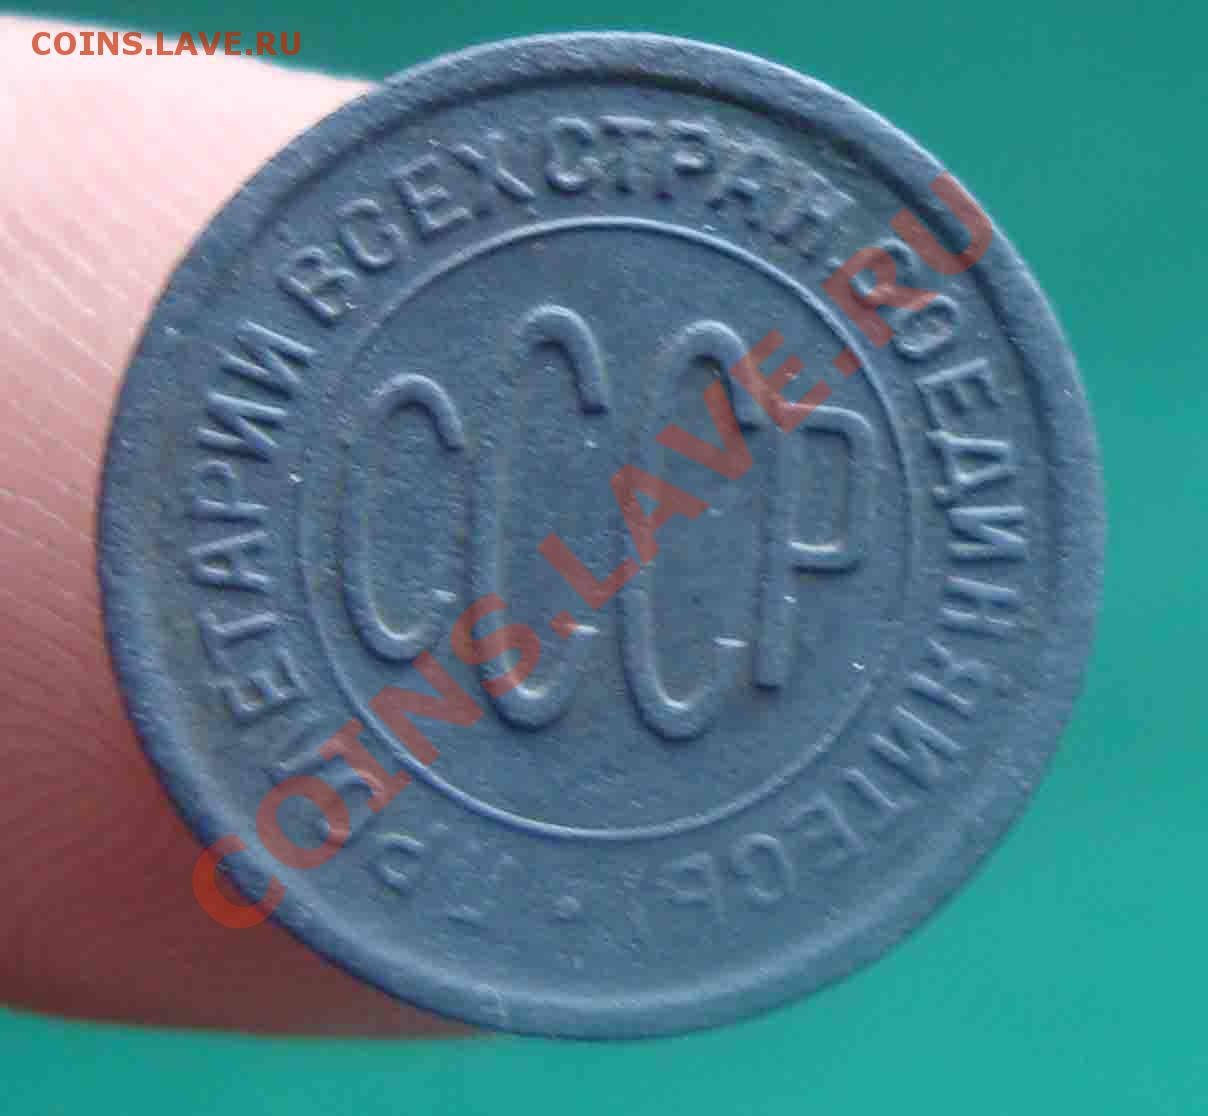 COINS.LAVE.RU
ПРОЛЕТАРИИ ВСЕХ СТРАН, СОЕДИНЯЙТЕСЬ!
СССР
COINS.LAVE.RU